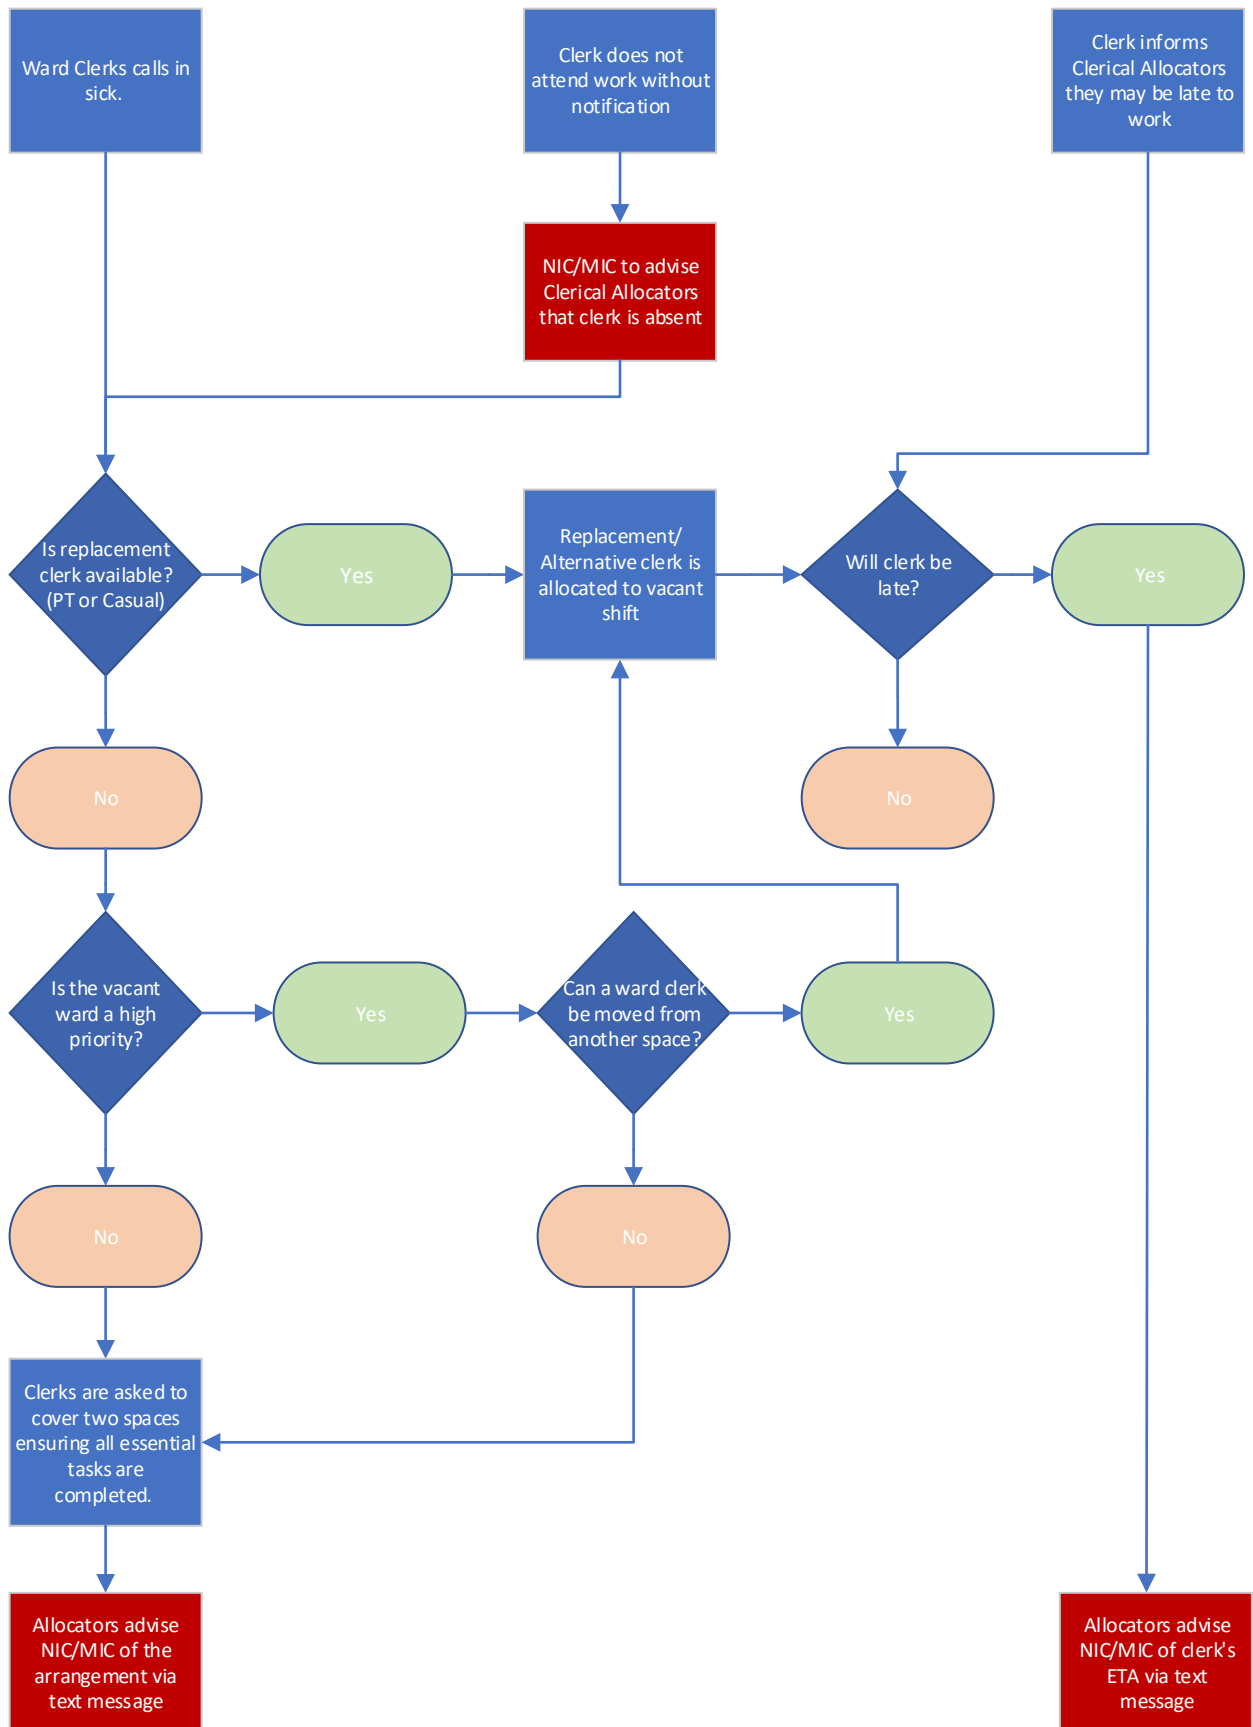 Ward Clerks calls in
sick.
Clerk does not
attend work without
notification
Clerk informs
Clerical Allocators
they may be late to
work
NIC/MIC to advise
Clerical Allocators
that clerk is absent
Is replacement
clerk available?
(PT or Casual)
Yes
Replacement/
Alternative clerk is
allocated to vacant
shift
Will clerk be
late?
Yes
No
No
Is the vacant
ward a high
priority?
Yes
Can a ward clerk
be moved from
another space?
Yes
No
No
Clerks are asked to
cover two spaces
ensuring all essential
tasks are
completed.
Allocators advise
NIC/MIC of the
arrangement via
text message
Allocators advise
NIC/MIC of clerk's
ETA via text
message